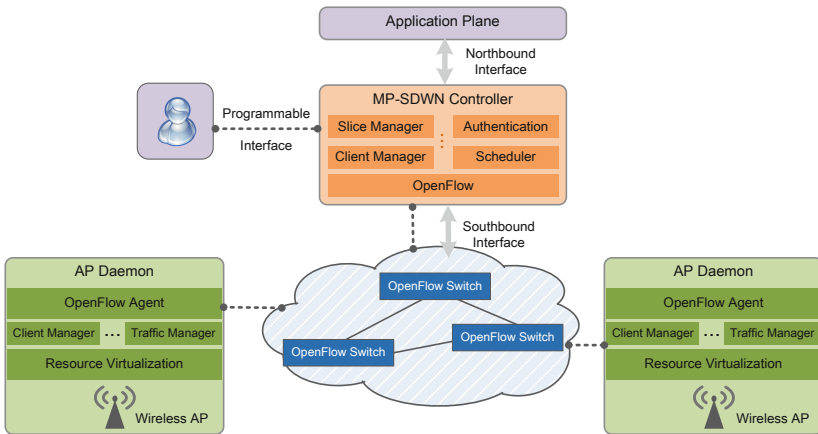 Application Plane
Northbound
Interface
MP-SDWN Controller
Slice Manager
Authentication
Client Manager
Scheduler
OpenFlow
Programmable
Interface
Southbound
Interface
AP Daemon
OpenFlow Agent
Client Manager ... Traffic Manager
Resource Virtualization
Wireless AP
OpenFlow Switch
OpenFlow Switch
OpenFlow Switch
AP Daemon
OpenFlow Agent
Client Manager ... Traffic Manager
Resource Virtualization
Wireless AP